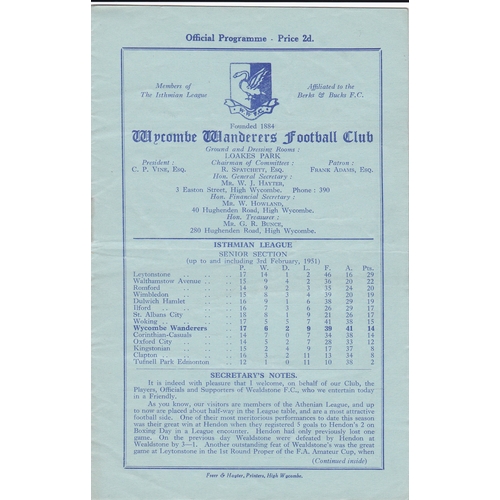 Official Programme - Price 2d.
Members of
The Isthmian League
W.W.F.C.
Affiliated to the
Berks & Bucks F.C.
Founded 1884
Wycombe Wanderers Football Club
Ground and Dressing Rooms :
LOAKES PARK
President :
C. P. VINE, ESQ.
Chairman of Committees :
R. SPATCHETT, ESQ.
Patron :
FRANK ADAMS, ESQ.
Hon. General Secretary :
MR. W. J. HAYTER,
3 Easton Street, High Wycombe. Phone : 390
Hon. Financial Secretary :
MR. W. HOWLAND,
40 Hughenden Road, High Wycombe.
Hon. Treasurer :
MR. G. R. BUNCE,
280 Hughenden Road, High Wycombe.
ISTHMIAN LEAGUE
SENIOR SECTION
(up to and including 3rd February, 1951)
P. W. D. L. F. A. Pts.
Leytonstone .. .. .. 17 14 1 2 46 16 29
Walthamstow Avenue .. .. 15 9 4 2 36 20 22
Romford .. .. .. 14 9 2 3 15 24 20
Wimbledon .. .. .. 15 8 3 4 39 20 19
Dulwich Hamlet .. .. 16 9 1 6 38 29 19
Ilford .. .. .. 16 7 3 6 26 29 17
St. Albans City .. .. 18 8 1 9 21 26 17
Woking .. .. .. 17 5 5 7 41 38 15
Wycombe Wanderers .. .. 17 6 2 9 39 41 14
Corinthian-Casuals .. .. 14 7 0 7 34 38 14
Oxford City .. .. .. 14 5 2 7 28 33 12
Kingstonian .. .. .. 15 2 4 9 17 37 8
Clapton .. .. .. 16 3 2 11 13 34 8
Tufnell Park Edmonton .. .. 12 1 0 11 10 38 2
SECRETARY'S NOTES.
It is indeed with pleasure that I welcome, on behalf of our Club, the
Players, Officials and Supporters of Wealdstone F.C., who we entertain today
in a Friendly.
As you know, our visitors are members of the Athenian League, and up
to now are placed about half-way in the League table, and are a most attractive
football side. One of their most meritorious performances to date this season
was their great win at Hendon when they registered 5 goals to Hendon's 2 on
Boxing Day in a League encounter. Hendon had only previously lost one
game. On the previous day Wealdstone were defeated by Hendon at
Wealdstone by 3—1. Another outstanding feat of Wealdstone's was the great
game at Leytonstone in the 1st Round Proper of the F.A. Amateur Cup, when
(Continued inside)
Freer & Hayter, Printers, High Wycombe.